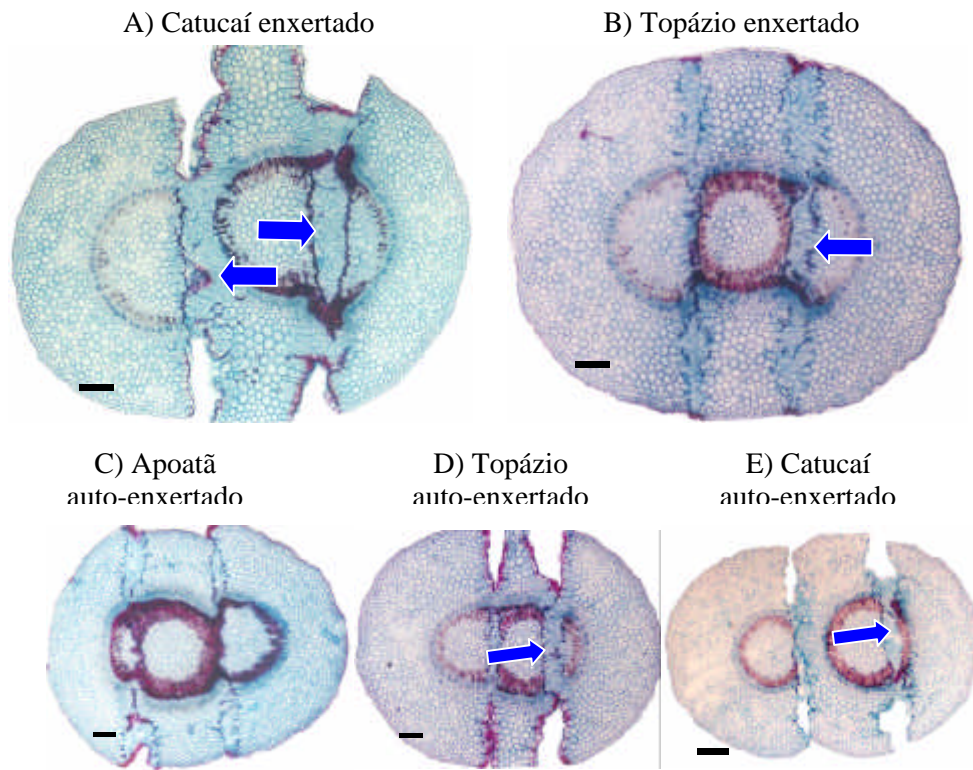 A) Catucaí enxertado
B) Topázio enxertado
C) Apoatã
auto-enxertado
D) Topázio
auto-enxertado
E) Catucaí
auto-enxertado